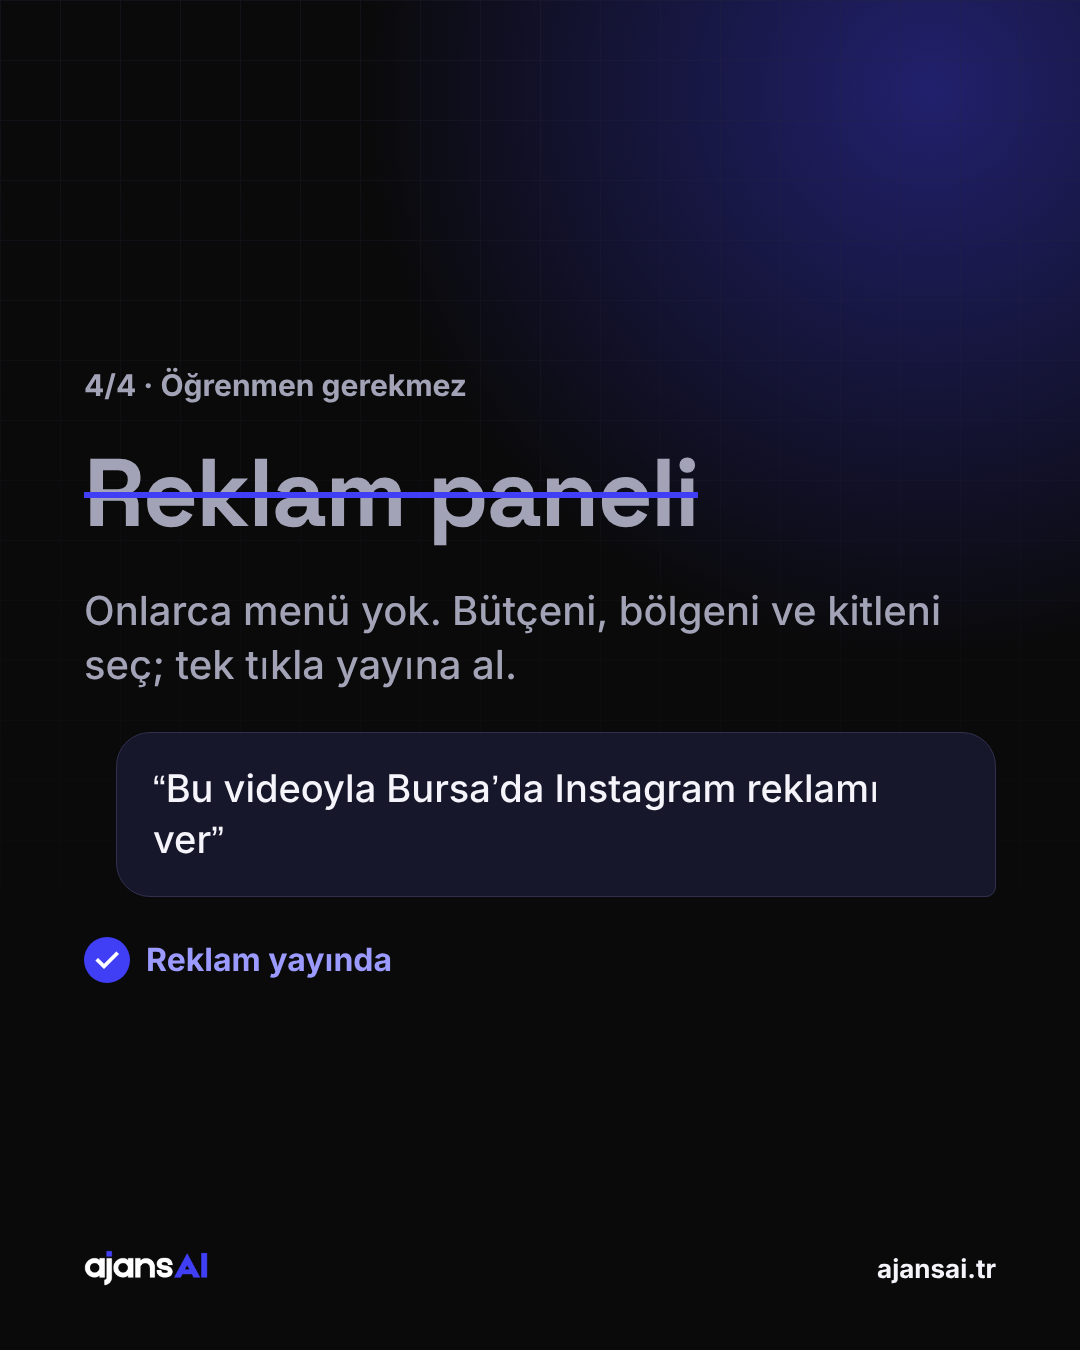 4/4 · Öğrenmen gerekmez
Reklam paneli
Onlarca menü yok. Bütçeni, bölgeni ve kitleni
seç; tek tıkla yayına al.
“Bu videoyla Bursa’da Instagram reklamı
ver”
Reklam yayında
ajansAI
ajansai.tr